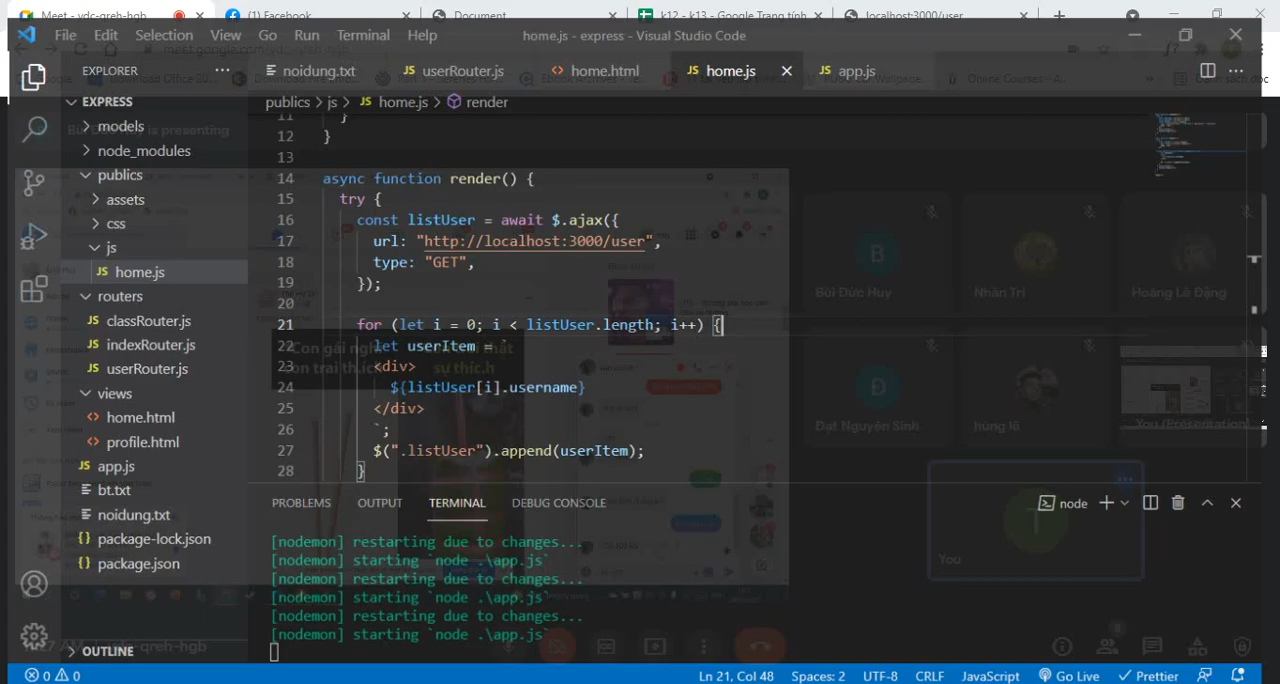 Meet - ydc-qreh-hgb
(1) Facebook
Document
k12 - k13 - Google Trang tính
localhost:3000/user
File Edit Selection View Go Run Terminal Help
home.js - express - Visual Studio Code
EXPLORER
noidung.txt
userRouter.js
home.html
home.js
app.js
EXPRESS
publics > js > home.js > render
models
node_modules
publics
assets
css
js
home.js
routers
classRouter.js
indexRouter.js
userRouter.js
views
home.html
profile.html
app.js
bt.txt
noidung.txt
package-lock.json
package.json
OUTLINE
11 }
12 }
13
14 async function render() {
15 try {
16 const listUser = await $.ajax({
17 url: "http://localhost:3000/user",
18 type: "GET",
19 });
20
21 for (let i = 0; i < listUser.length; i++) {
22 let userItem = `
23 <div>
24 ${listUser[i].username}
25 </div>
26 `;
27 $(".listUser").append(userItem);
28 }
PROBLEMS OUTPUT TERMINAL DEBUG CONSOLE
node
[nodemon] restarting due to changes...
[nodemon] starting `node .\app.js`
[nodemon] restarting due to changes...
[nodemon] starting `node .\app.js`
[nodemon] restarting due to changes...
[nodemon] starting `node .\app.js`
Bùi Đức Huy
Nhân Trí
Hoàng Lê Đặng
Đạt Nguyên Sinh
hùng lê
You (Presentation)
You
0 0
Ln 21, Col 48
Spaces: 2
UTF-8
CRLF
JavaScript
Go Live
Prettier